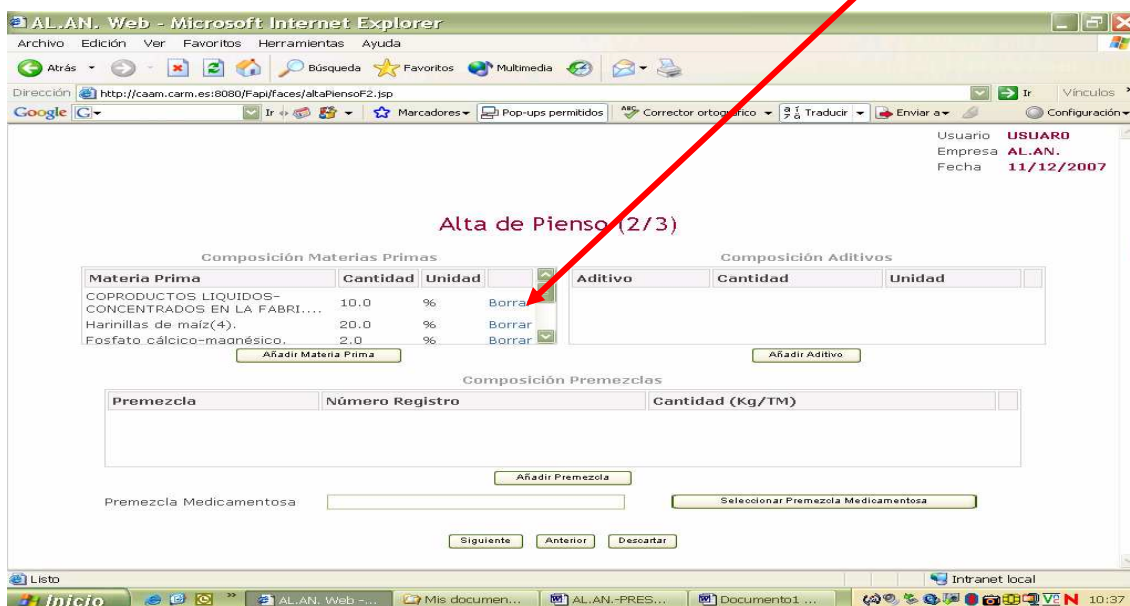 AL.AN. Web - Microsoft Internet Explorer
Archivo Edición Ver Favoritos Herramientas Ayuda
Atrás Búsqueda Favoritos Multimedia
Dirección http://caam.carm.es:8080/Fapi/faces/altaPiensoF2.jsp Ir Vínculos »
Google G Ir Marcadores Pop-ups permitidos ABC Corrector ortográfico Traducir Enviar a Configuración
Usuario USUAR0
Empresa AL.AN.
Fecha 11/12/2007
Alta de Pienso (2/3)
Composición Materias Primas Composición Aditivos
Materia Prima Cantidad Unidad Aditivo Cantidad Unidad
COPRODUCTOS LIQUIDOS-
CONCENTRADOS EN LA FABRI.... 10.0 % Borrar
Harinillas de maíz(4). 20.0 % Borrar
Fosfato cálcico-magnésico. 2.0 % Borrar
Añadir Materia Prima Añadir Aditivo
Composición Premezclas
Premezcla Número Registro Cantidad (Kg/TM)
Añadir Premezcla
Premezcla Medicamentosa Seleccionar Premezcla Medicamentosa
Siguiente Anterior Descartar
Listo Intranet local
Inicio » AL.AN. Web -... Mis documen... AL.AN.-PRES... Documento1 ... 10:37